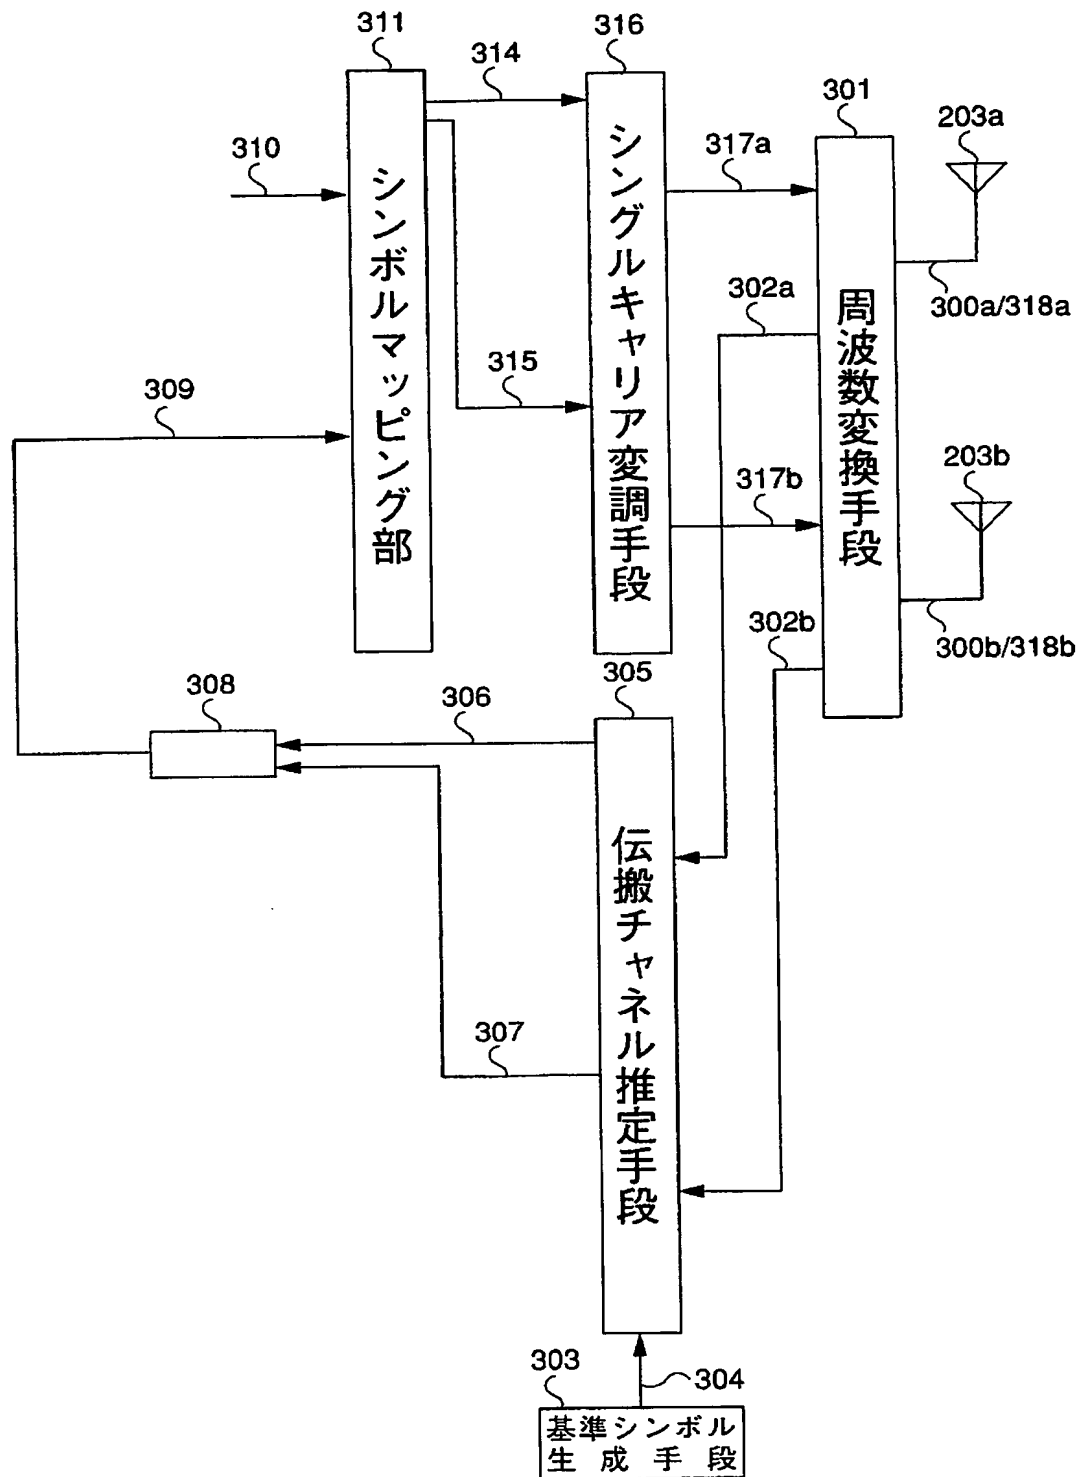 311
314
316
301
203a
310
シンボルマッピング部
シングルキャリア変調手段
317a
周波数変換手段
302a
300a/318a
309
315
317b
203b
302b
300b/318b
305
308
306
伝搬チャネル推定手段
307
303
304
基準シンボル
生成手段